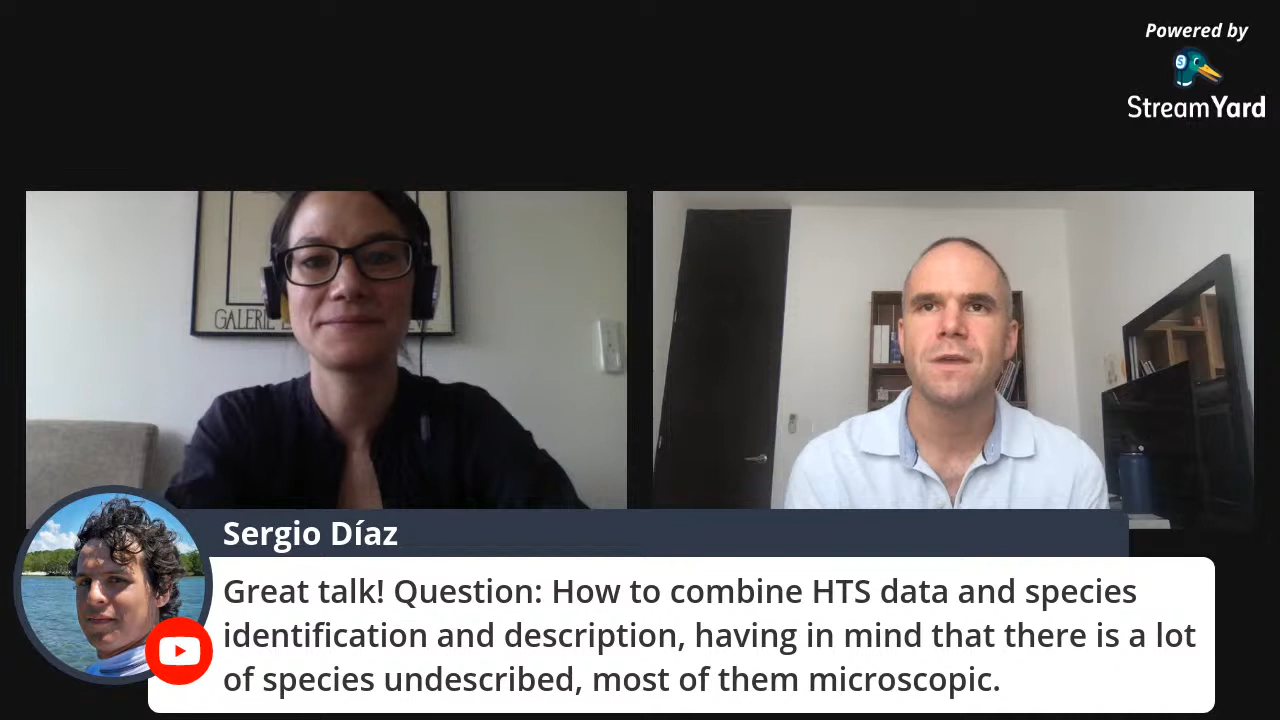 Powered by
StreamYard
GALERIE
Sergio Díaz
Great talk! Question: How to combine HTS data and species
identification and description, having in mind that there is a lot
of species undescribed, most of them microscopic.